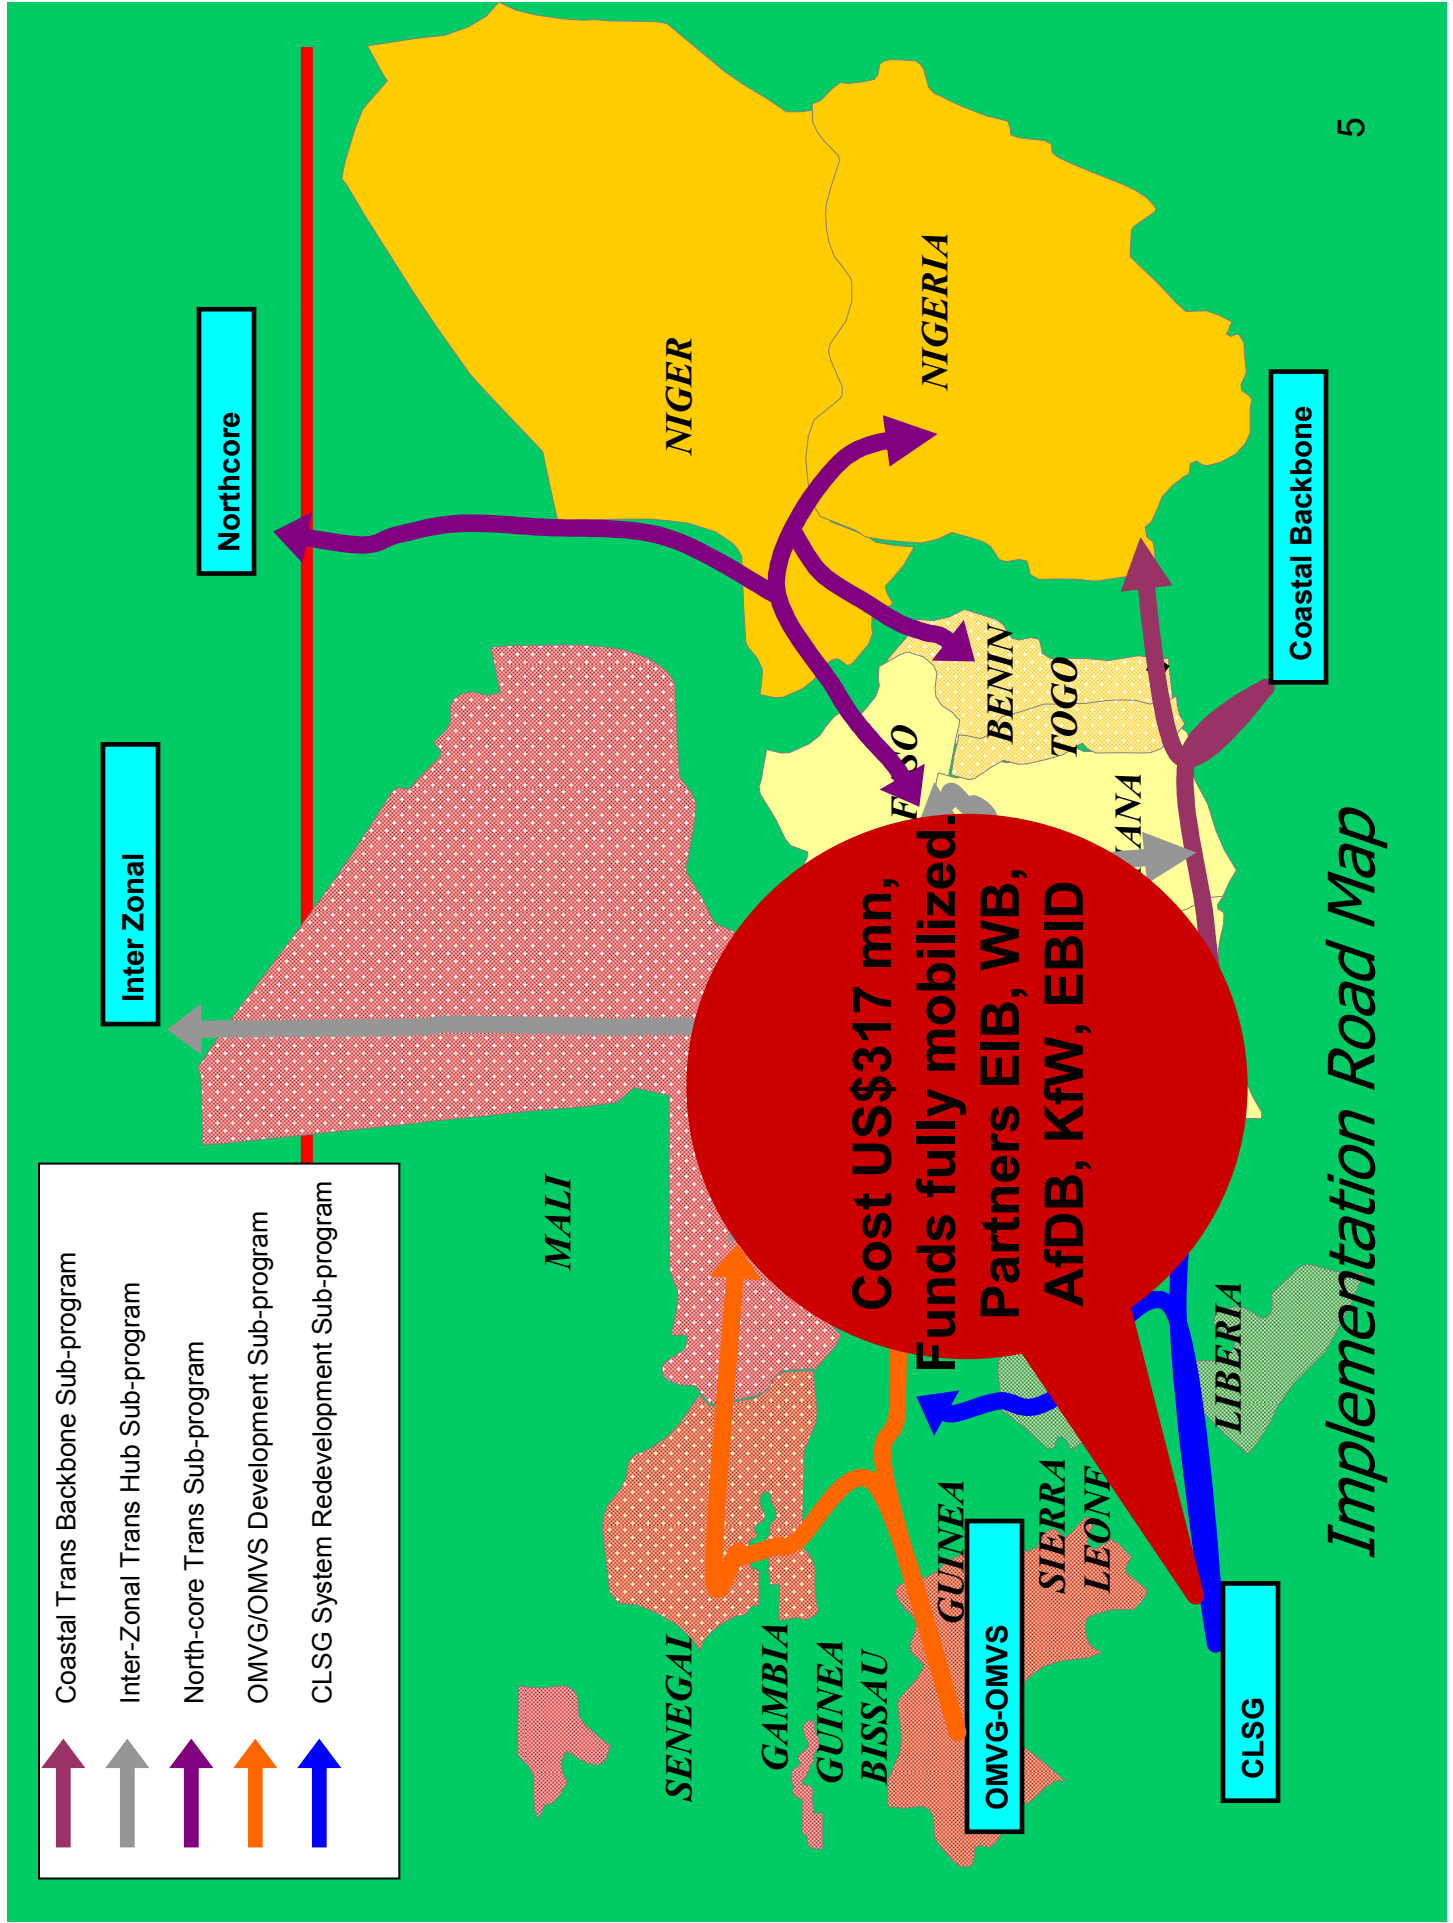 Coastal Trans Backbone Sub-program
Inter-Zonal Trans Hub Sub-program
North-core Trans Sub-program
OMVG/OMVS Development Sub-program
CLSG System Redevelopment Sub-program
Inter Zonal
Northcore
MALI
NIGER
NIGERIA
SENEGAL
GAMBIA
GUINEA
BISSAU
GUINEA
SIERRA
LEONE
LIBERIA
BENIN
TOGO
Cost US$317 mn,
Funds fully mobilized.
Partners EIB, WB,
AfDB, KfW, EBID
OMVG-OMVS
CLSG
Coastal Backbone
Implementation Road Map
5